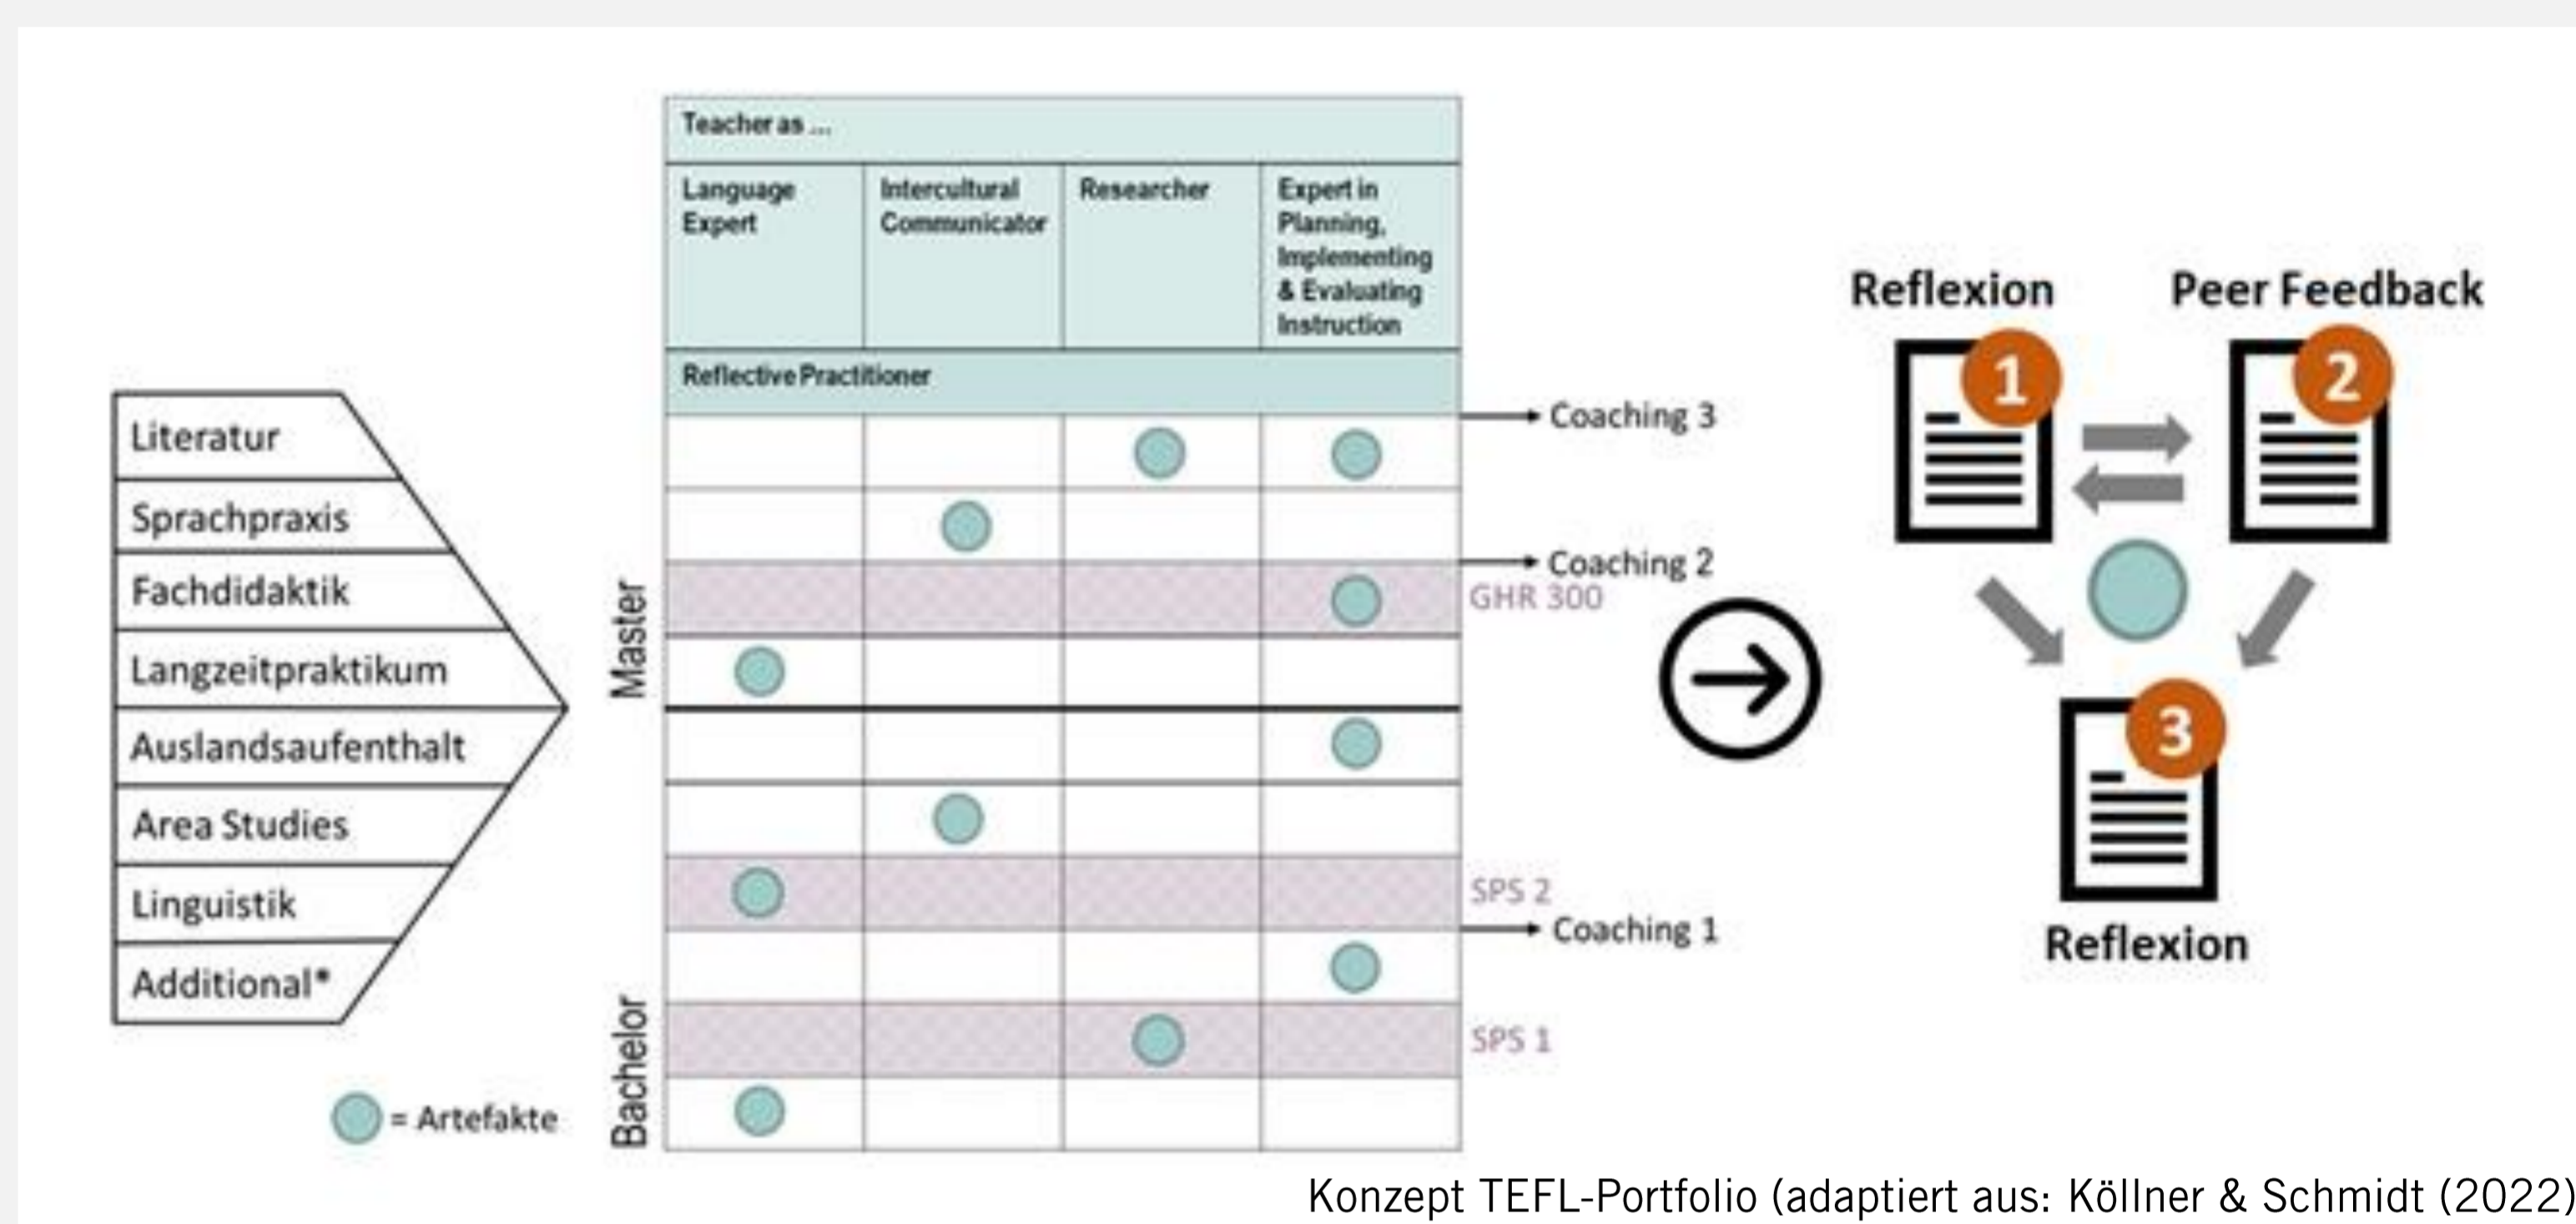 Teacher as ...
Language
Expert
Intercultural
Communicator
Researcher
Expert in
Planning,
Implementing
& Evaluating
Instruction
Reflective Practitioner
Literatur
Sprachpraxis
Fachdidaktik
Langzeitpraktikum
Auslandsaufenthalt
Area Studies
Linguistik
Additional*
= Artefakte
Master
Bachelor
Coaching 3
Coaching 2
GHR 300
SPS 2
Coaching 1
SPS 1
Reflexion
1
Peer Feedback
2
3
Reflexion
Konzept TEFL-Portfolio (adaptiert aus: Köllner & Schmidt (2022)